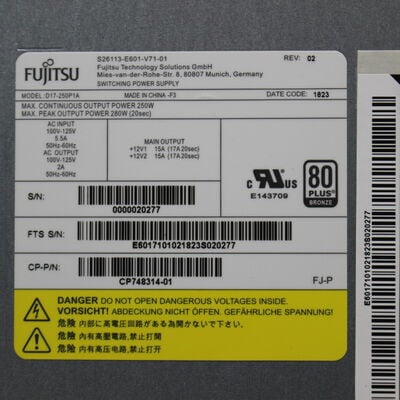 FUJITSU
S26113-E601-V71-01
Fujitsu Technology Solutions GmbH
Mies-van-der-Rohe-Str. 8, 80807 Munich, Germany
SWITCHING POWER SUPPLY
REV: 02
MODEL: D17-250P1A
MADE IN CHINA -F3
DATE CODE: 1823
MAX. CONTINUOUS OUTPUT POWER 250W
MAX. PEAK OUTPUT POWER 280W (20sec)
AC INPUT
100V-125V
5.5A
50Hz-60Hz
AC OUTPUT
100V-125V
2A
50Hz-60Hz
MAIN OUTPUT
+12V1 15A (17A 20sec)
+12V2 15A (17A 20sec)
c RU US
E143709
80
PLUS
BRONZE
S/N:
0000020277
FTS S/N:
E6017101021823S020277
CP-P/N:
CP748314-01
FJ-P
DANGER DO NOT OPEN DANGEROUS VOLTAGES INSIDE.
VORSICHT! ABDECKUNG NICHT ÖFFNEN. GEFÄHRLICHE SPANNUNG!
危険 内部に高電圧の回路がある為開かないで下さい.
危險 內有高壓電路,禁止打開
危险 内有高压电路,禁止打开
E6017101021823S020277